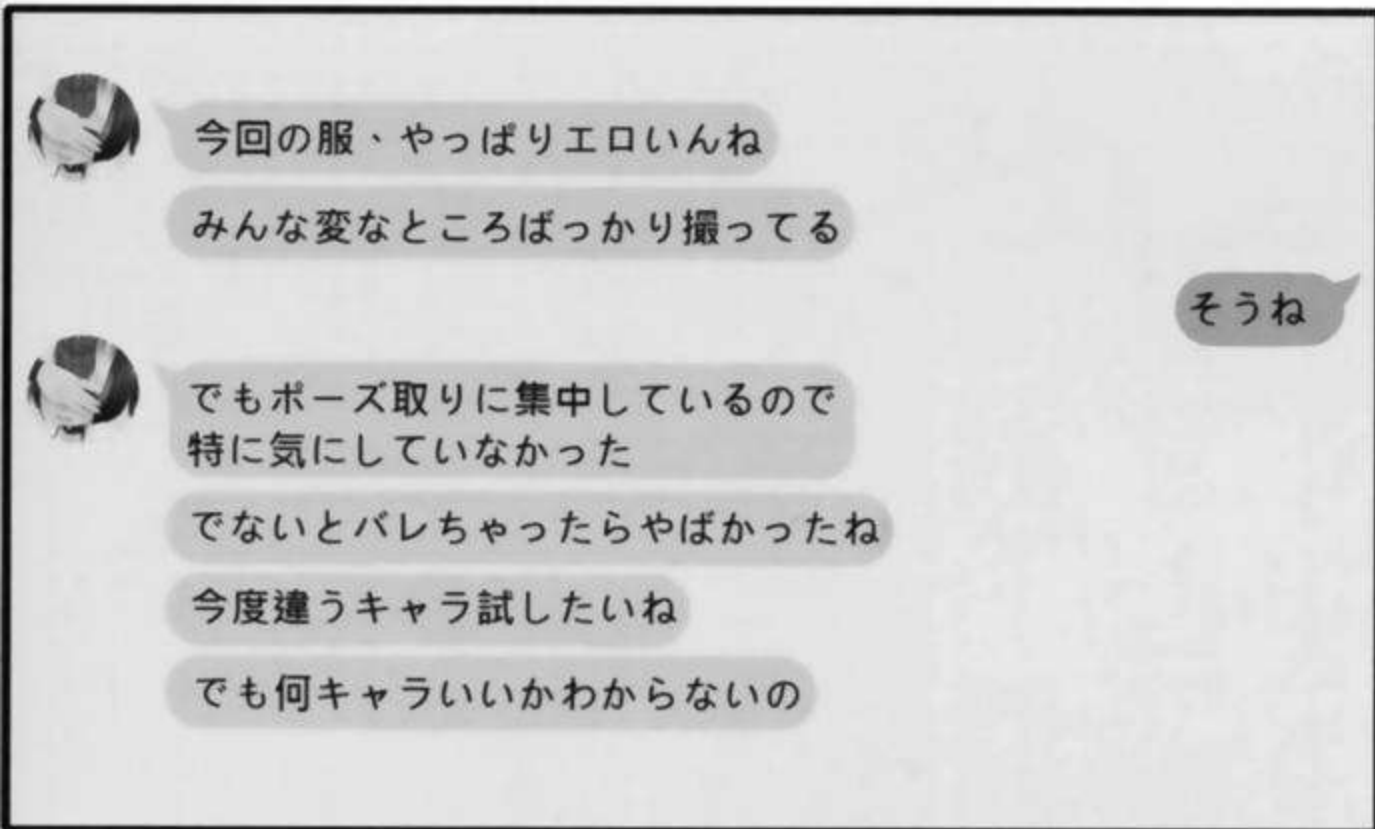 今回の服、やっぱりエロいんね
みんな変なところばっかり撮ってる
そうね
でもポーズ取りに集中しているので
特に気にしていなかった
でないとバレちゃったらやばかったね
今度違うキャラ試したいね
でも何キャラいいかわからないの